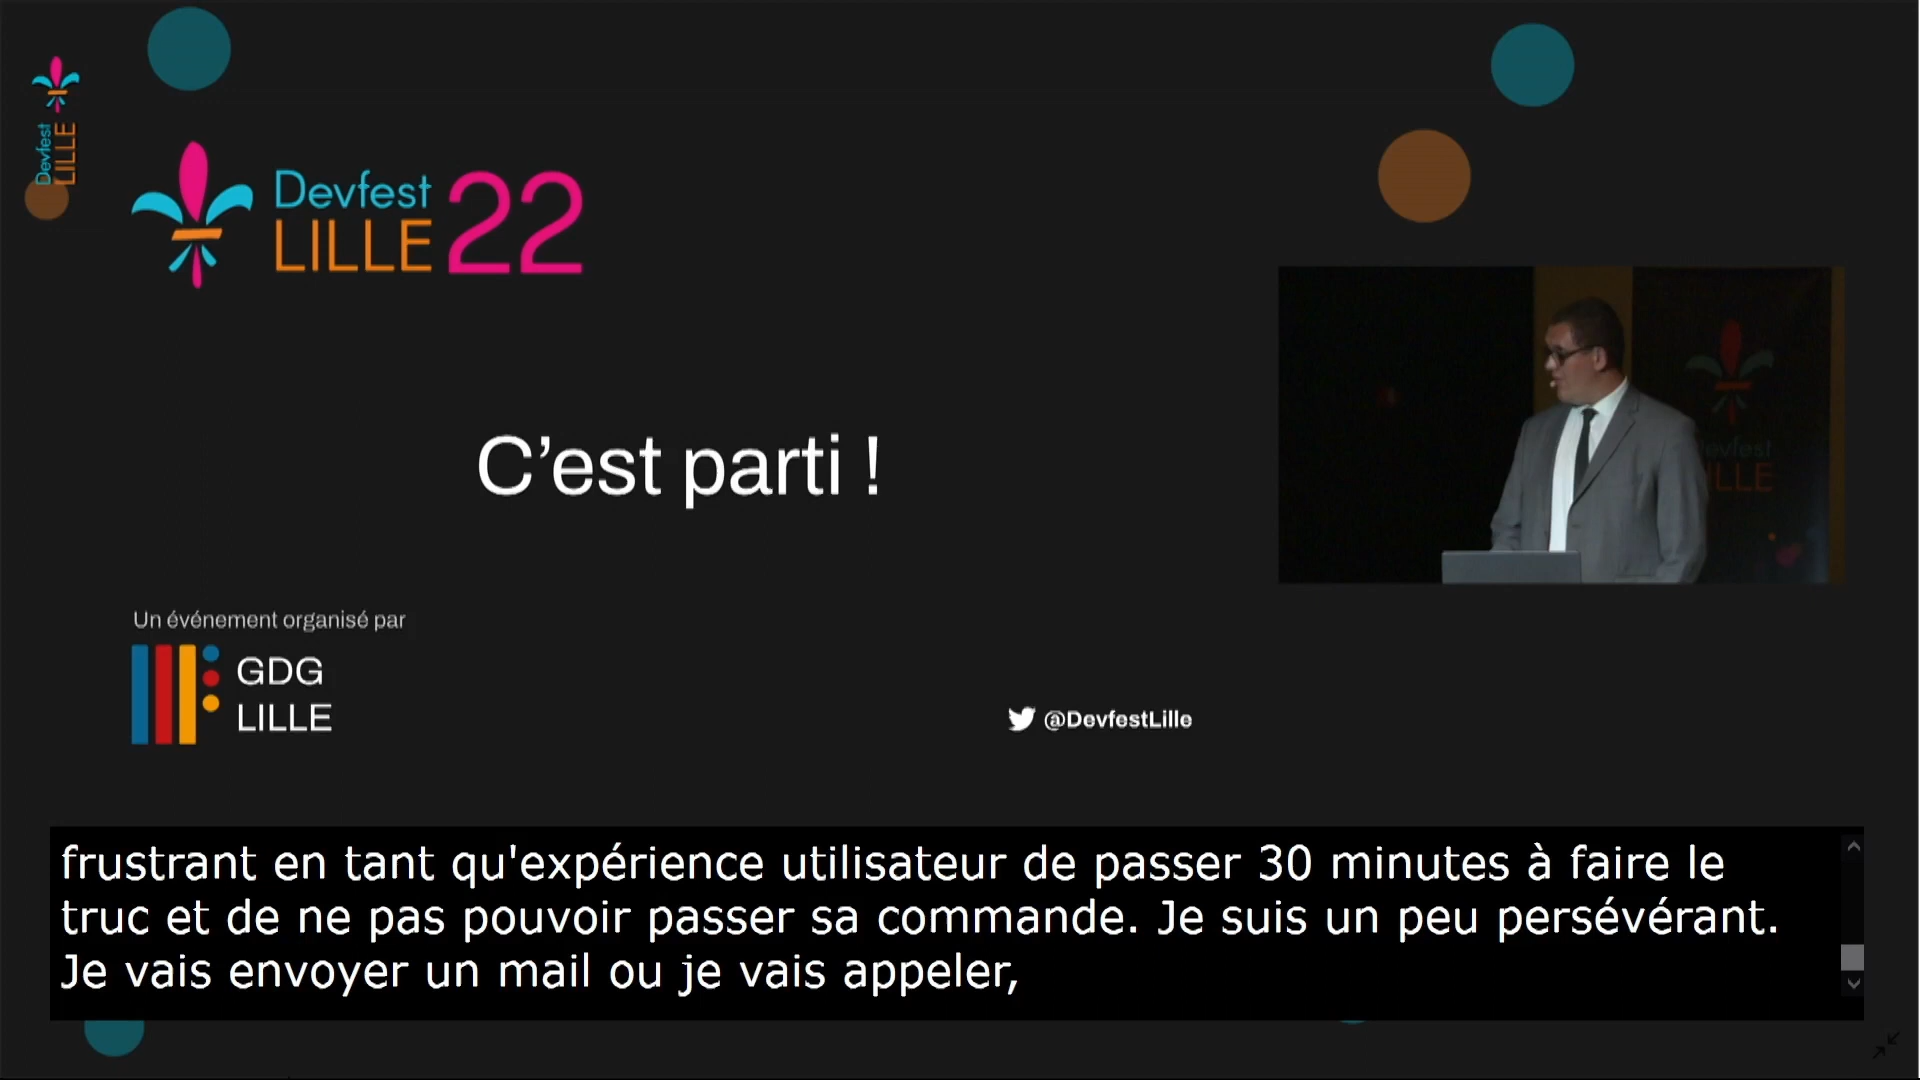 Devfest
LILLE
Devfest
LILLE 22
C’est parti !
evfest
LILLE
Un événement organisé par
GDG
LILLE
@DevfestLille
frustrant en tant qu'expérience utilisateur de passer 30 minutes à faire le
truc et de ne pas pouvoir passer sa commande. Je suis un peu persévérant.
Je vais envoyer un mail ou je vais appeler,